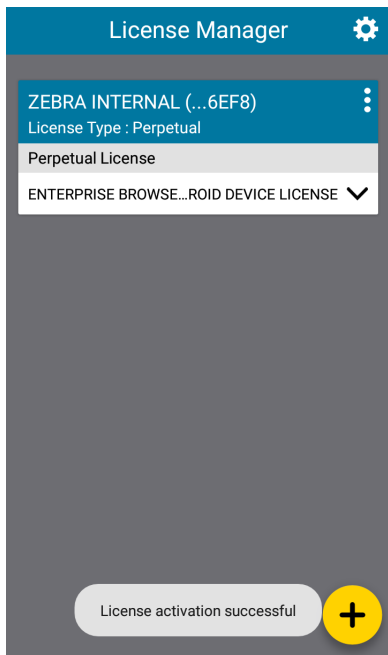 License Manager
ZEBRA INTERNAL (...6EF8)
License Type : Perpetual
Perpetual License
ENTERPRISE BROWSE...ROID DEVICE LICENSE
License activation successful